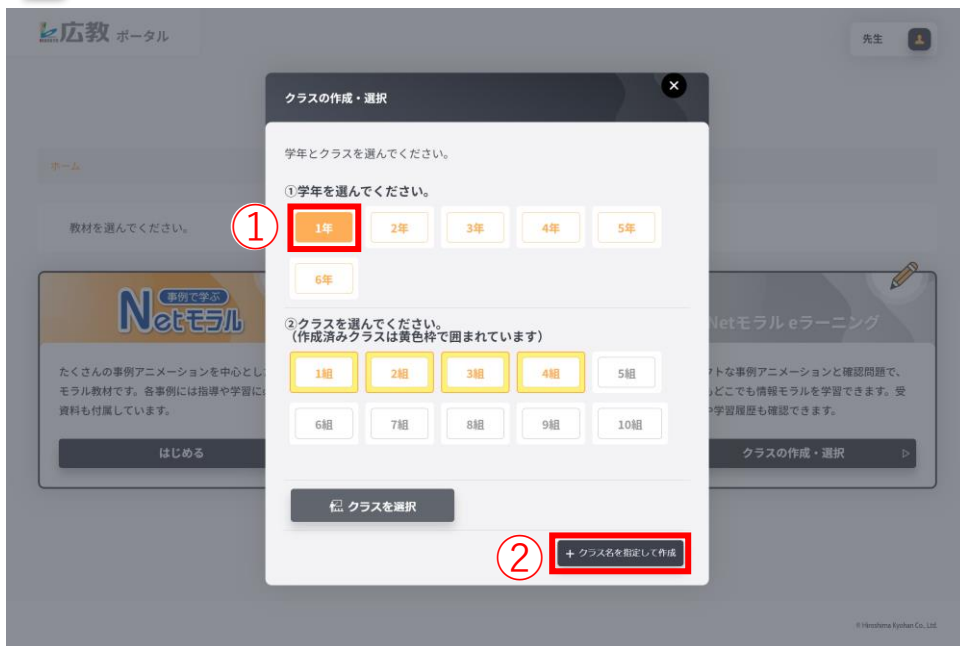 広教 ポータル
先生
クラスの作成・選択
学年とクラスを選んでください。
ホーム
①学年を選んでください。
教材を選んでください。
①
1年 2年 3年 4年 5年
6年
事例で学ぶ
Netモラル
Netモラル eラーニング
②クラスを選んでください。
(作成済みクラスは黄色枠で囲まれています)
1組 2組 3組 4組 5組
6組 7組 8組 9組 10組
たくさんの事例アニメーションを中心とし
モラル教材です。各事例には指導や学習に
資料も付属しています。
トな事例アニメーションと確認問題で、
どこでも情報モラルを学習できます。受
学習履歴も確認できます。
はじめる
クラスの作成・選択
クラスを選択
②
+ クラス名を指定して作成
© Hiroshima Kyohan Co., Ltd.